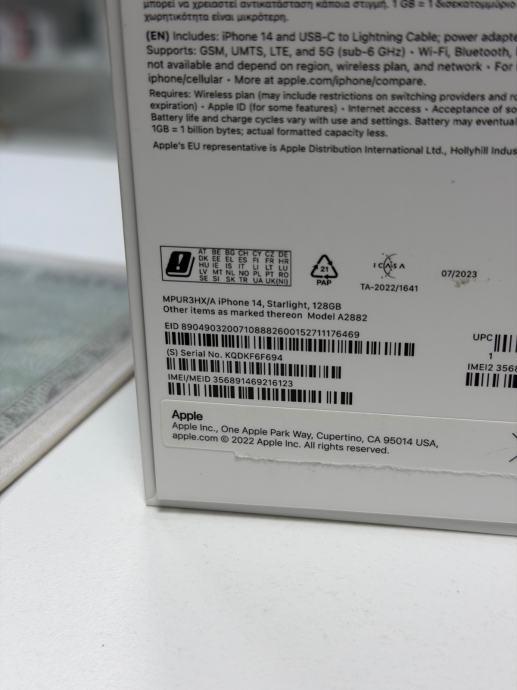 μπορεί να χρειαστεί αντικατάσταση κάποια στιγμή. 1 GB = 1 δισεκατομμύριο
χωρητικότητα είναι μικρότερη.
(EN) Includes: iPhone 14 and USB-C to Lightning Cable; power adapte
Supports: GSM, UMTS, LTE, and 5G (sub-6 GHz) • Wi-Fi, Bluetooth,
not available and depend on region, wireless plan, and network • For
iphone/cellular • More at apple.com/iphone/compare.
Requires: Wireless plan (may include restrictions on switching providers and ro
expiration) • Apple ID (for some features) • Internet access • Acceptance of so
Battery life and charge cycles vary with use and settings. Battery may eventual
1GB = 1 billion bytes; actual formatted capacity less.
Apple's EU representative is Apple Distribution International Ltd., Hollyhill Indus
AT BE BG CH CY CZ DE
DK EE EL ES FI FR HR
HU IE IS IT LI LT LU
LV MT NL NO PL PT RO
SE SI SK TR UA UK(NI)
21
PAP
ICASA
TA-2022/1641
07/2023
MPUR3HX/A iPhone 14, Starlight, 128GB
Other items as marked thereon Model A2882
EID 89049032007108882600152711176469
(S) Serial No. KQDKF6F694
IMEI/MEID 356891469216123
UPC
1
IMEI2 3568
Apple
Apple Inc., One Apple Park Way, Cupertino, CA 95014 USA,
apple.com © 2022 Apple Inc. All rights reserved.